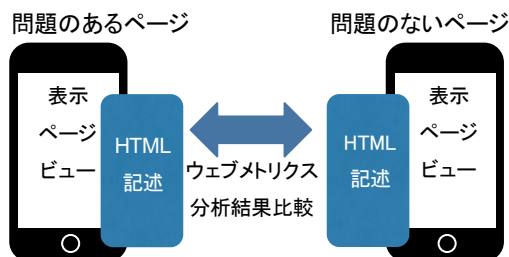 問題のあるページ
問題のないページ
表示
ページ
ビュー
HTML
記述
ウェブメトリクス
分析結果比較
HTML
記述
表示
ページ
ビュー